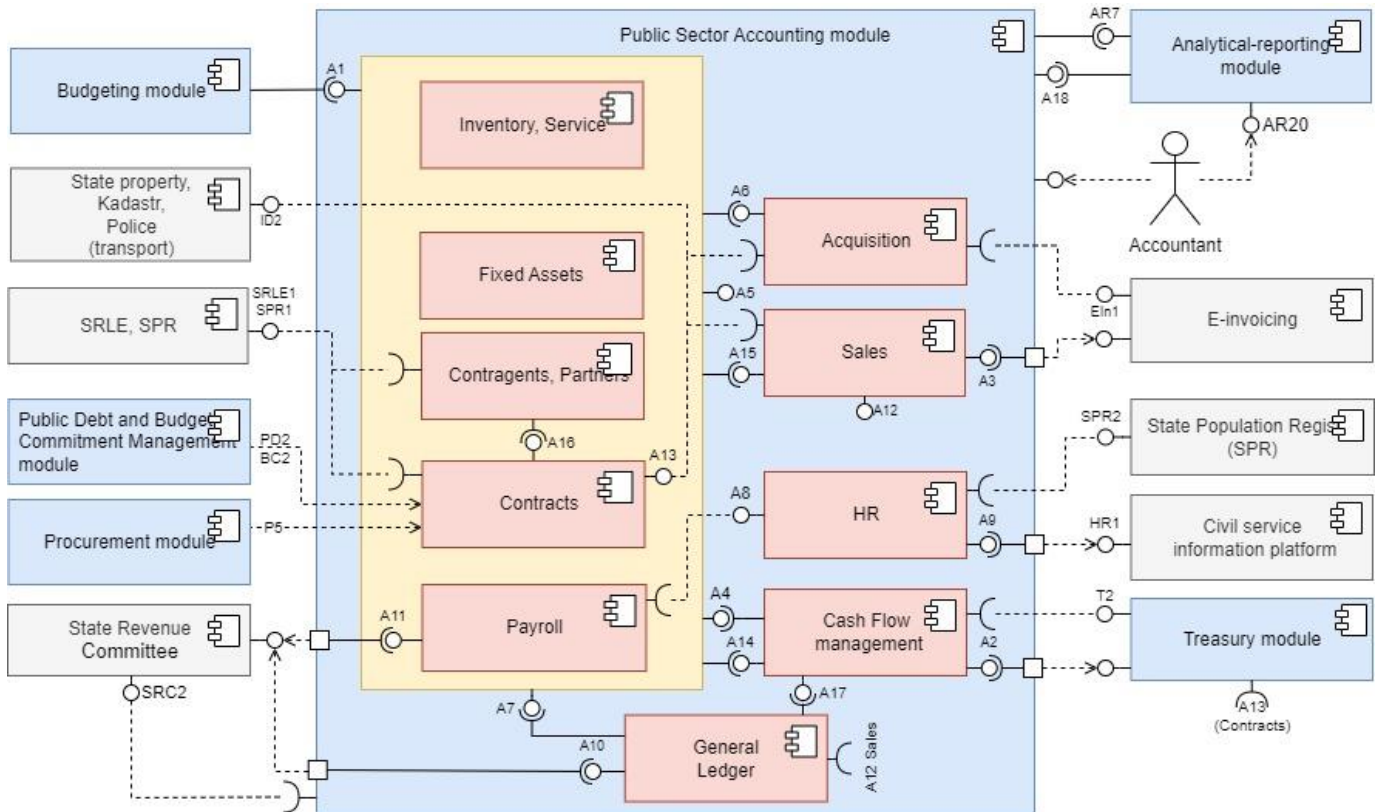 Public Sector Accounting module
AR7
Analytical-reporting
module
A18
AR20
Accountant
Budgeting module
A1
Inventory, Service
State property,
Kadastr,
Police
(transport)
ID2
Fixed Assets
A6
Acquisition
A5
EIn1
E-invoicing
SRLE, SPR
SRLE1
SPR1
Contragents, Partners
A15
Sales
A3
A12
Public Debt and Budget
Commitment Management
module
PD2
BC2
A16
Contracts
A13
SPR2
State Population Regis
(SPR)
Procurement module
P5
A8
HR
A9
HR1
Civil service
information platform
State Revenue
Committee
SRC2
A11
Payroll
A4
A14
Cash Flow
management
T2
A2
Treasury module
A13
(Contracts)
A7
A17
A10
General
Ledger
A12 Sales